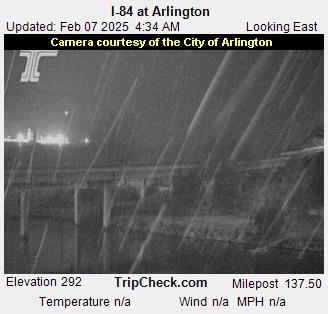 I-84 at Arlington
Updated: Feb 07 2025 4:34 AM Looking East
Camera courtesy of the City of Arlington
Elevation 292 TripCheck.com Milepost 137.50
Temperature n/a Wind n/a MPH n/a